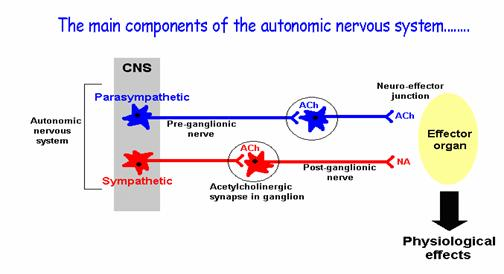 The main components of the autonomic nervous system........
CNS
Neuro-effector
junction
Parasympathetic
ACh
ACh
Autonomic
nervous
system
Pre-ganglionic
nerve
Effector
organ
ACh
NA
Sympathetic
Post-ganglionic
nerve
Acetylcholinergic
synapse in ganglion
Physiological
effects